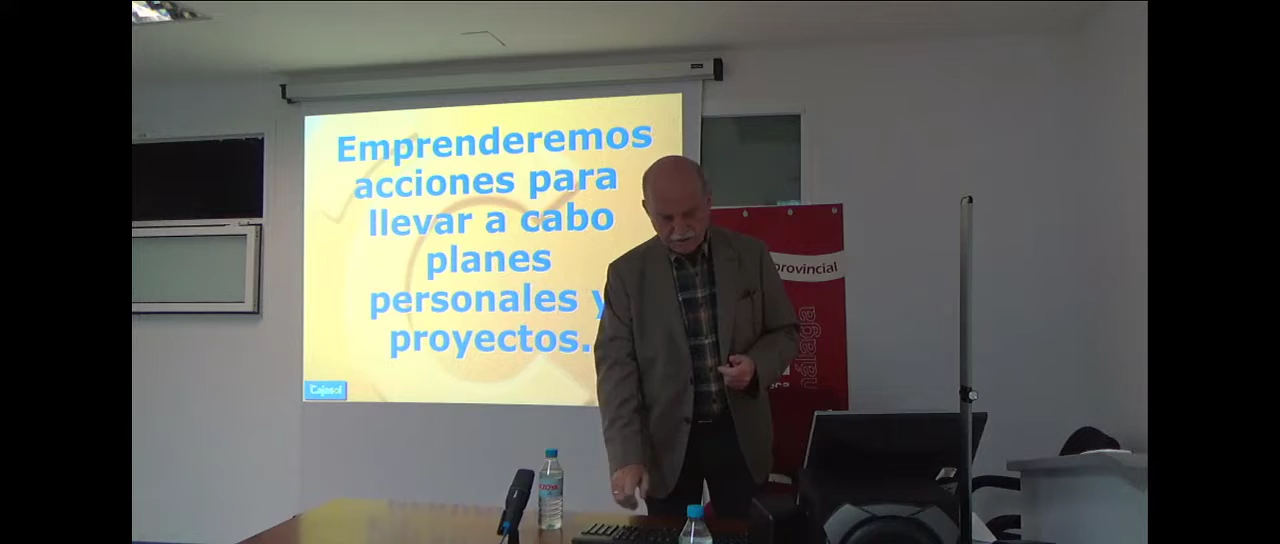 Emprenderemos
acciones para
llevar a cabo
planes
personales y
proyectos.
Cajasol
provincial
málaga